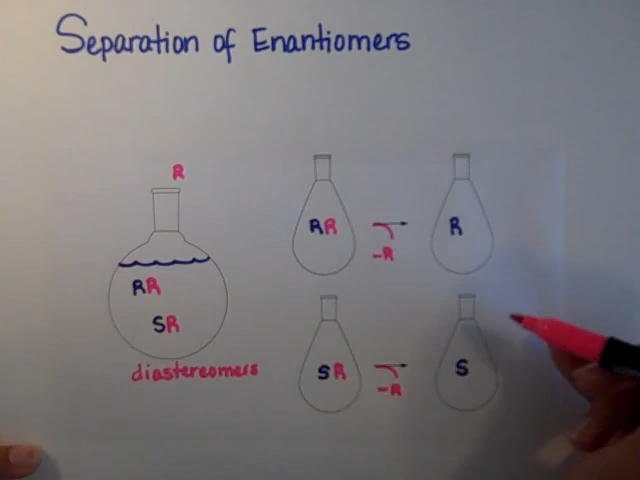 Separation of Enantiomers
R
RR
SR
diastereomers
RR
-R
R
SR
-R
S